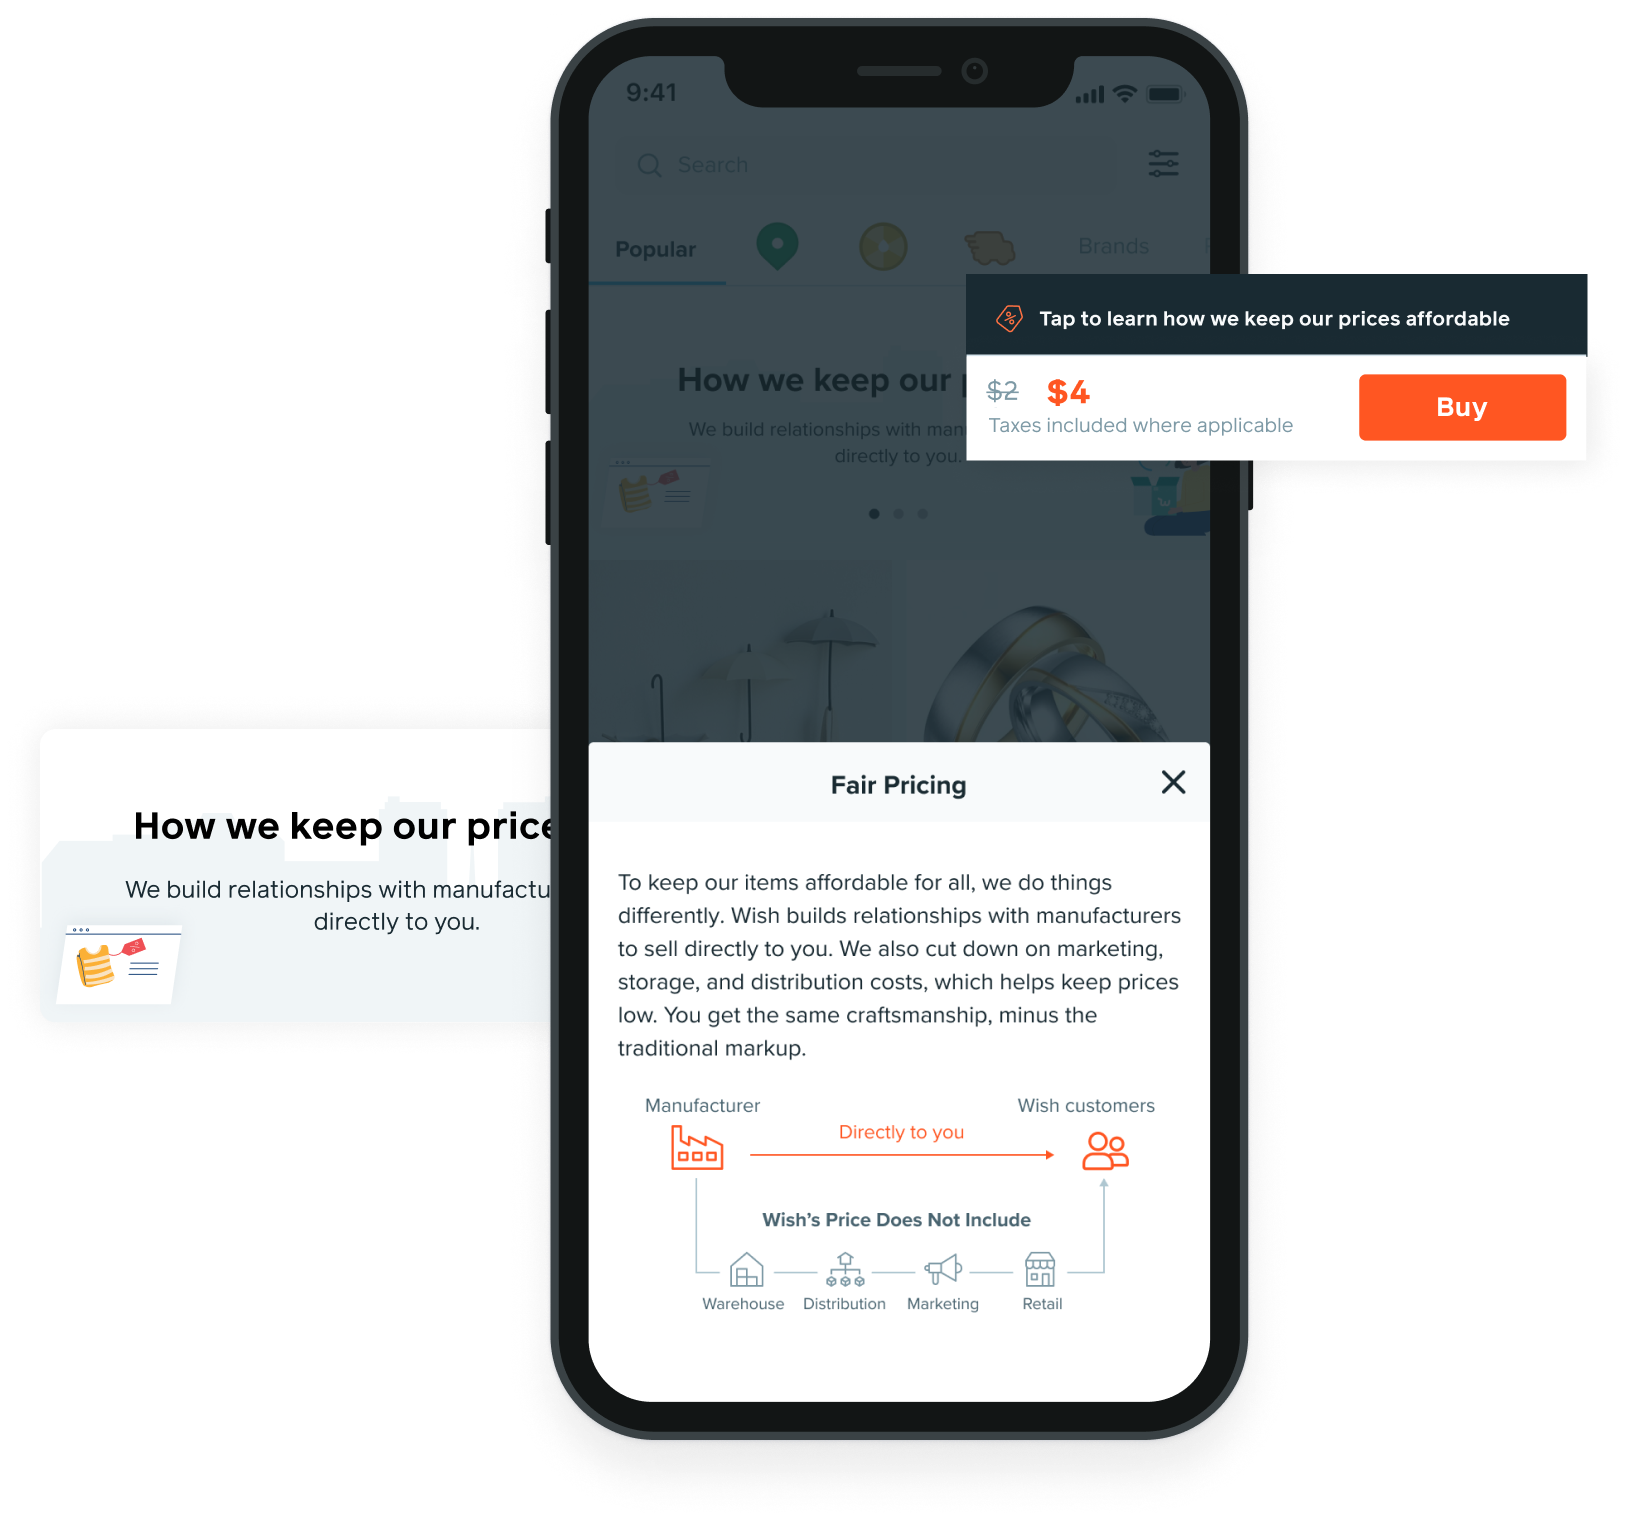 9:41
Search
Popular
Brands
How we keep our
We build relationships with man
directly to you.
Tap to learn how we keep our prices affordable
$2 $4
Taxes included where applicable
Buy
How we keep our price
We build relationships with manufactu
directly to you.
Fair Pricing
To keep our items affordable for all, we do things
differently. Wish builds relationships with manufacturers
to sell directly to you. We also cut down on marketing,
storage, and distribution costs, which helps keep prices
low. You get the same craftsmanship, minus the
traditional markup.
Manufacturer
Wish customers
Directly to you
Wish's Price Does Not Include
Warehouse
Distribution
Marketing
Retail